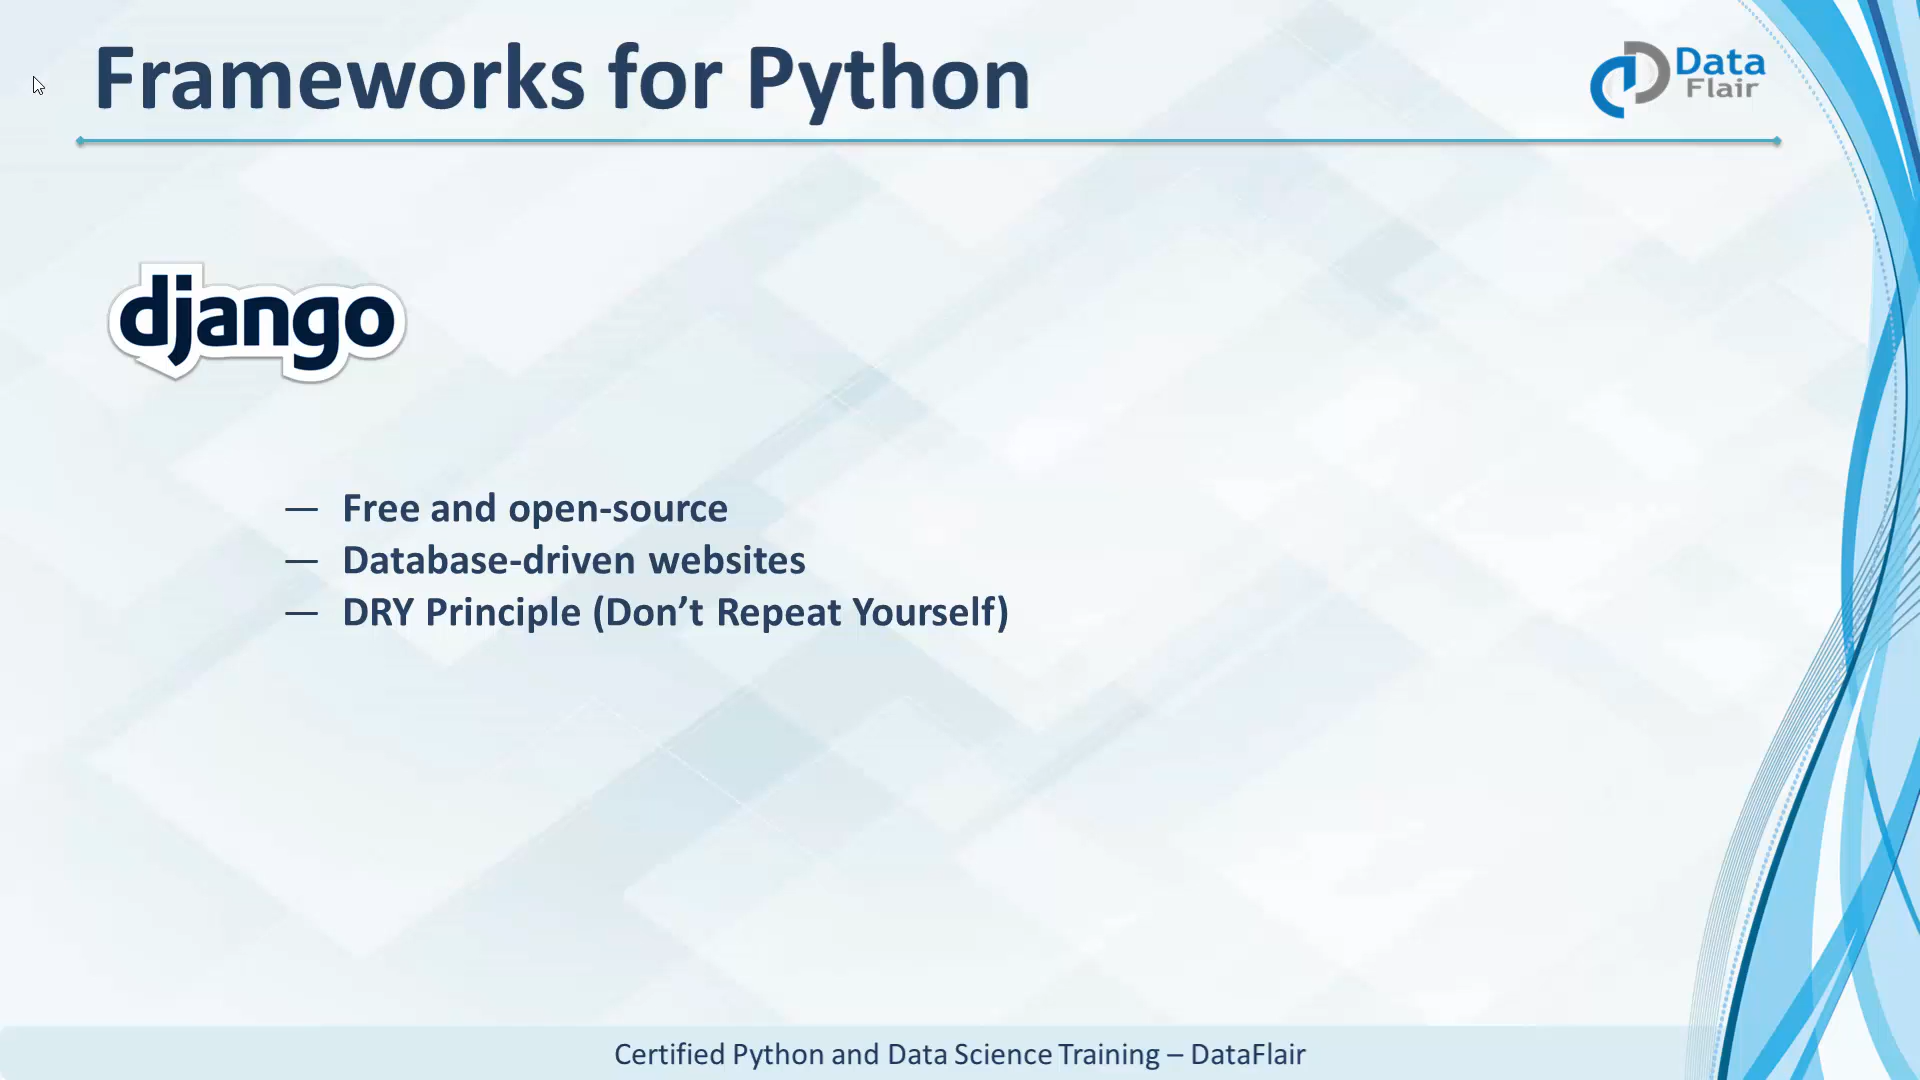 Frameworks for Python
Data
Flair
django
— Free and open-source
— Database-driven websites
— DRY Principle (Don’t Repeat Yourself)
Certified Python and Data Science Training – DataFlair